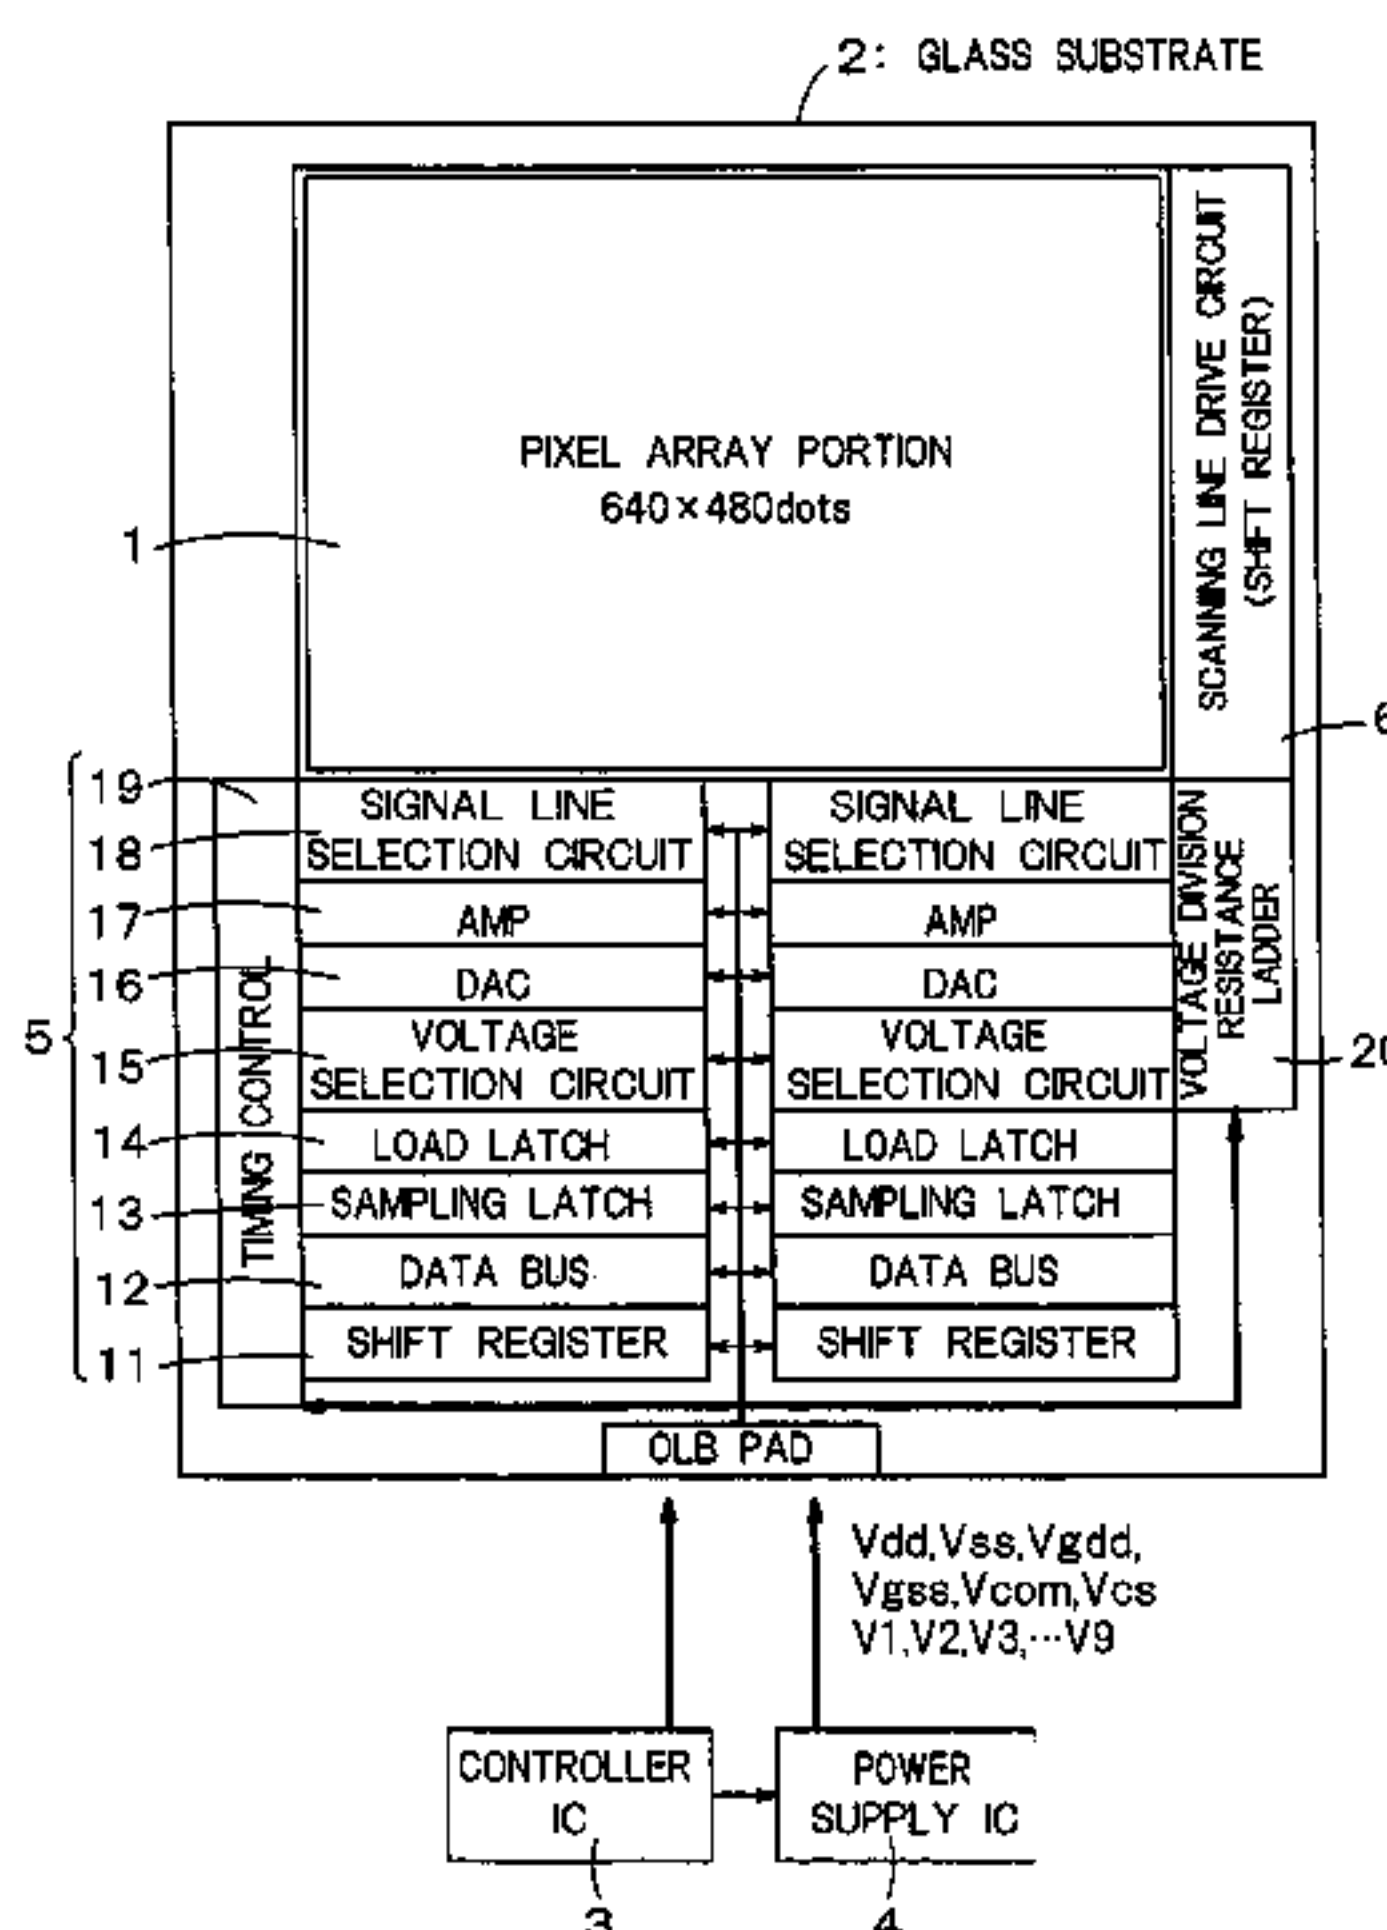 2: GLASS SUBSTRATE
SCANNING LINE DRIVE CIRCUIT
(SHIFT REGISTER)
PIXEL ARRAY PORTION
640×480dots
1
6
19
SIGNAL LINE
SELECTION CIRCUIT
SIGNAL LINE
SELECTION CIRCUIT
18
17
AMP
AMP
16
DAC
DAC
VOLTAGE DIVISION
RESISTANCE
LADDER
5
TIMING CONTROL
15
VOLTAGE
SELECTION CIRCUIT
VOLTAGE
SELECTION CIRCUIT
20
14
LOAD LATCH
LOAD LATCH
13
SAMPLING LATCH
SAMPLING LATCH
12
DATA BUS
DATA BUS
11
SHIFT REGISTER
SHIFT REGISTER
OLB PAD
Vdd,Vss,Vgdd,
Vgss,Vcom,Vcs
V1,V2,V3,···V9
CONTROLLER
IC
POWER
SUPPLY IC
3
4